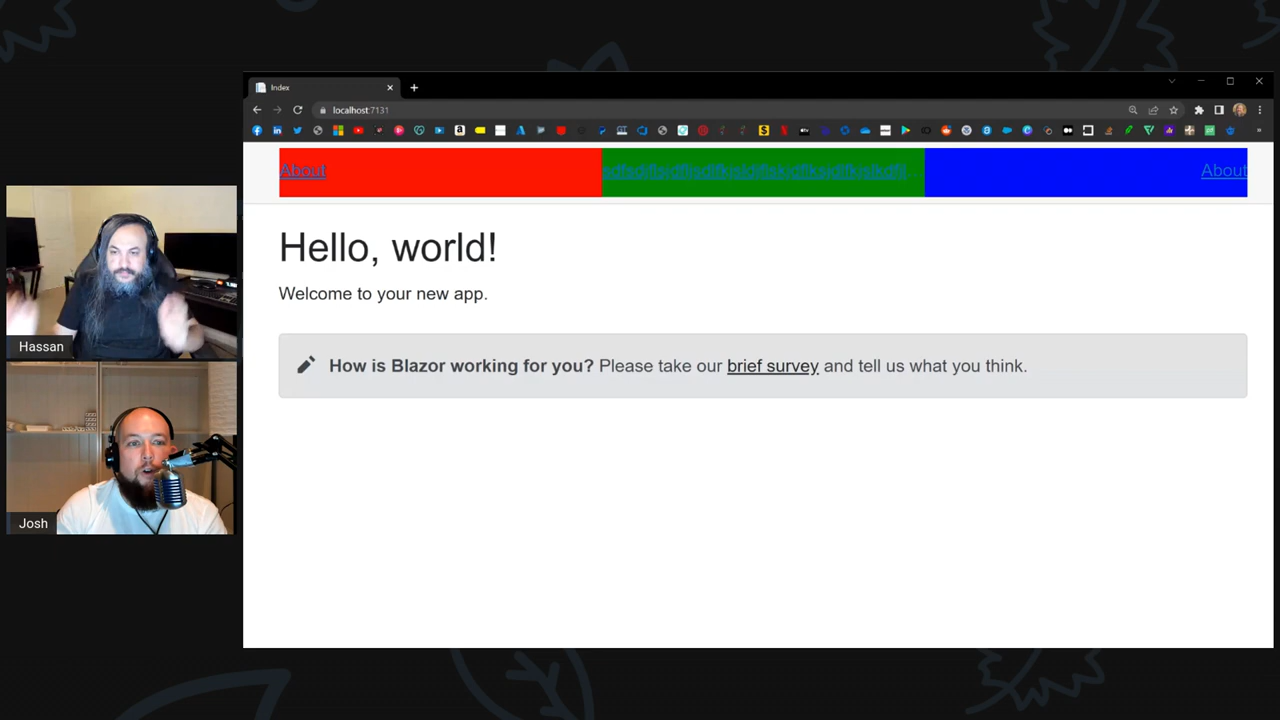 Index
localhost:7131
About
About
Hello, world!
Welcome to your new app.
How is Blazor working for you? Please take our brief survey and tell us what you think.
Hassan
Josh